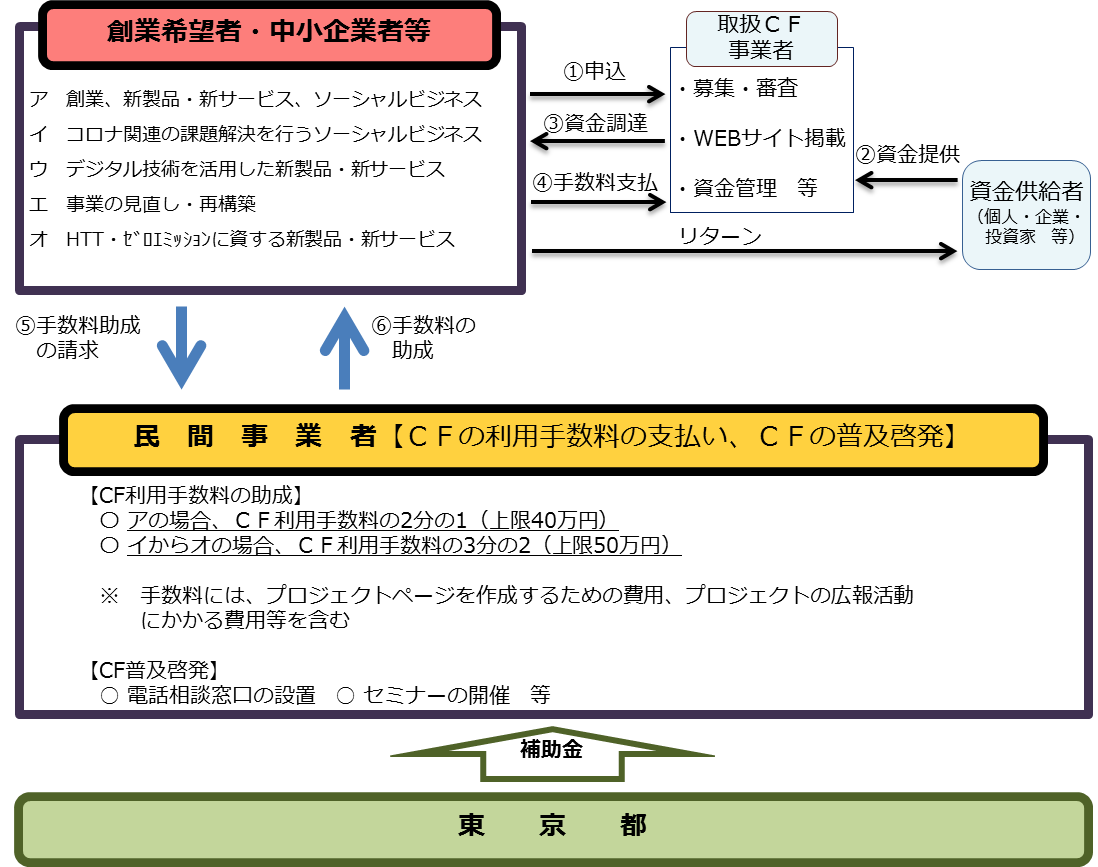 創業希望者・中小企業者等
ア　創業、新製品・新サービス、ソーシャルビジネス
イ　コロナ関連の課題解決を行うソーシャルビジネス
ウ　デジタル技術を活用した新製品・新サービス
エ　事業の見直し・再構築
オ　HTT・ｾﾞﾛｴﾐｯｼｮﾝに資する新製品・新サービス
①申込
③資金調達
④手数料支払
リターン
取扱ＣＦ
事業者
・募集・審査
・WEBサイト掲載
・資金管理　等
②資金提供
資金供給者
（個人・企業・
投資家　等）
⑤手数料助成
の請求
⑥手数料の
助成
民　間　事　業　者【ＣＦの利用手数料の支払い、ＣＦの普及啓発】
【CF利用手数料の助成】
〇 アの場合、ＣＦ利用手数料の2分の1（上限40万円）
〇 イからオの場合、ＣＦ利用手数料の3分の2（上限50万円）
※　手数料には、プロジェクトページを作成するための費用、プロジェクトの広報活動
にかかる費用等を含む
【CF普及啓発】
○ 電話相談窓口の設置　○ セミナーの開催　等
補助金
東　京　都